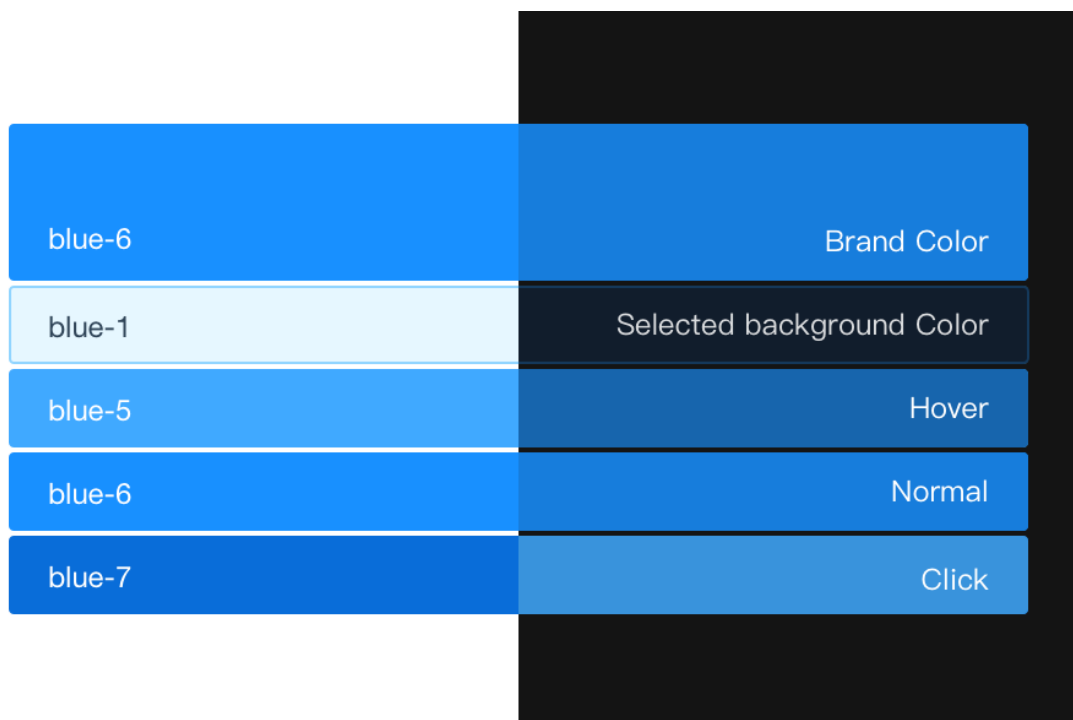 blue-6 Brand Color
blue-1 Selected background Color
blue-5 Hover
blue-6 Normal
blue-7 Click